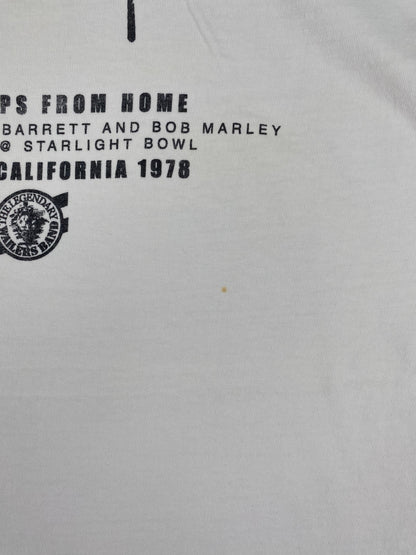 PS FROM HOME
BARRETT AND BOB MARLEY
@ STARLIGHT BOWL
CALIFORNIA 1978
THE LEGENDARY
WAILERS BAND